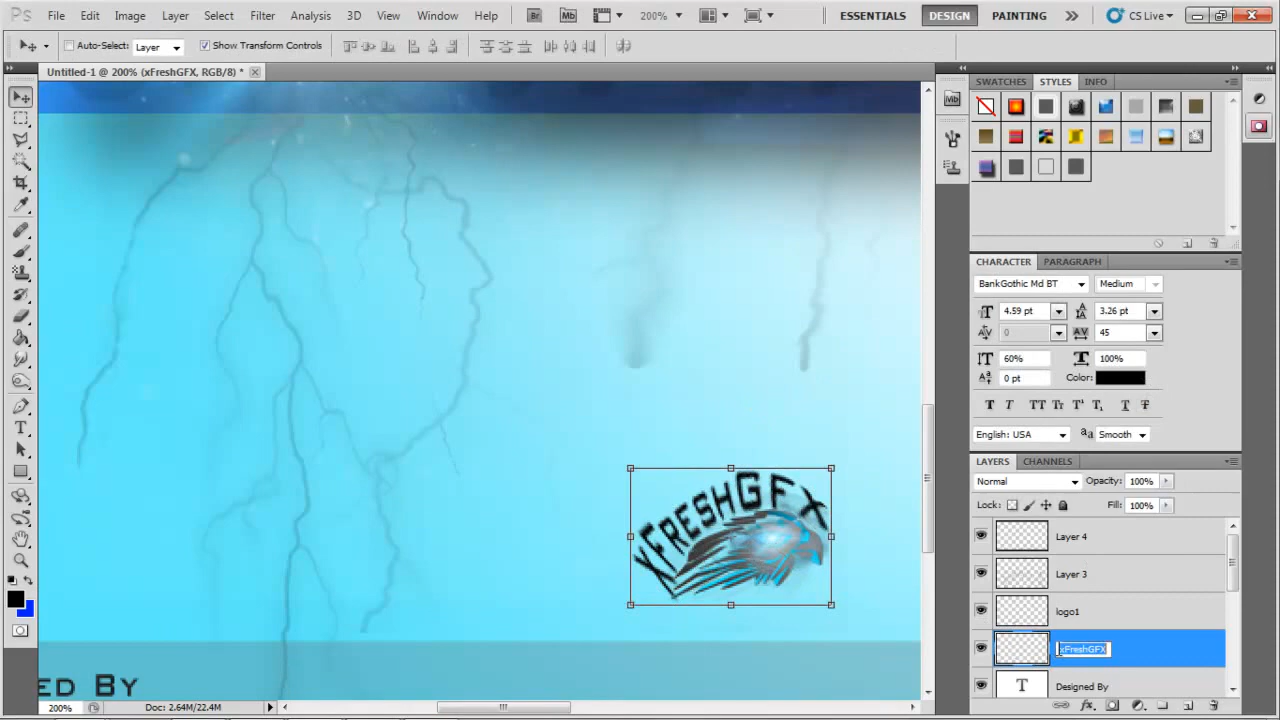 Ps File Edit Image Layer Select Filter Analysis 3D View Window Help Br Mb 200% ESSENTIALS DESIGN PAINTING CS Live
Auto-Select: Layer Show Transform Controls
Untitled-1 @ 200% (xFreshGFX, RGB/8) *
SWATCHES STYLES INFO
Mb
CHARACTER PARAGRAPH
BankGothic Md BT Medium
4.59 pt 3.26 pt
0 45
60% 100%
0 pt Color:
English: USA Smooth
LAYERS CHANNELS
Normal Opacity: 100%
Lock: Fill: 100%
Layer 4
Layer 3
logo1
xFreshGFX
Designed By
xFreshGFX
ed By
200% Doc: 2.64M/22.4M